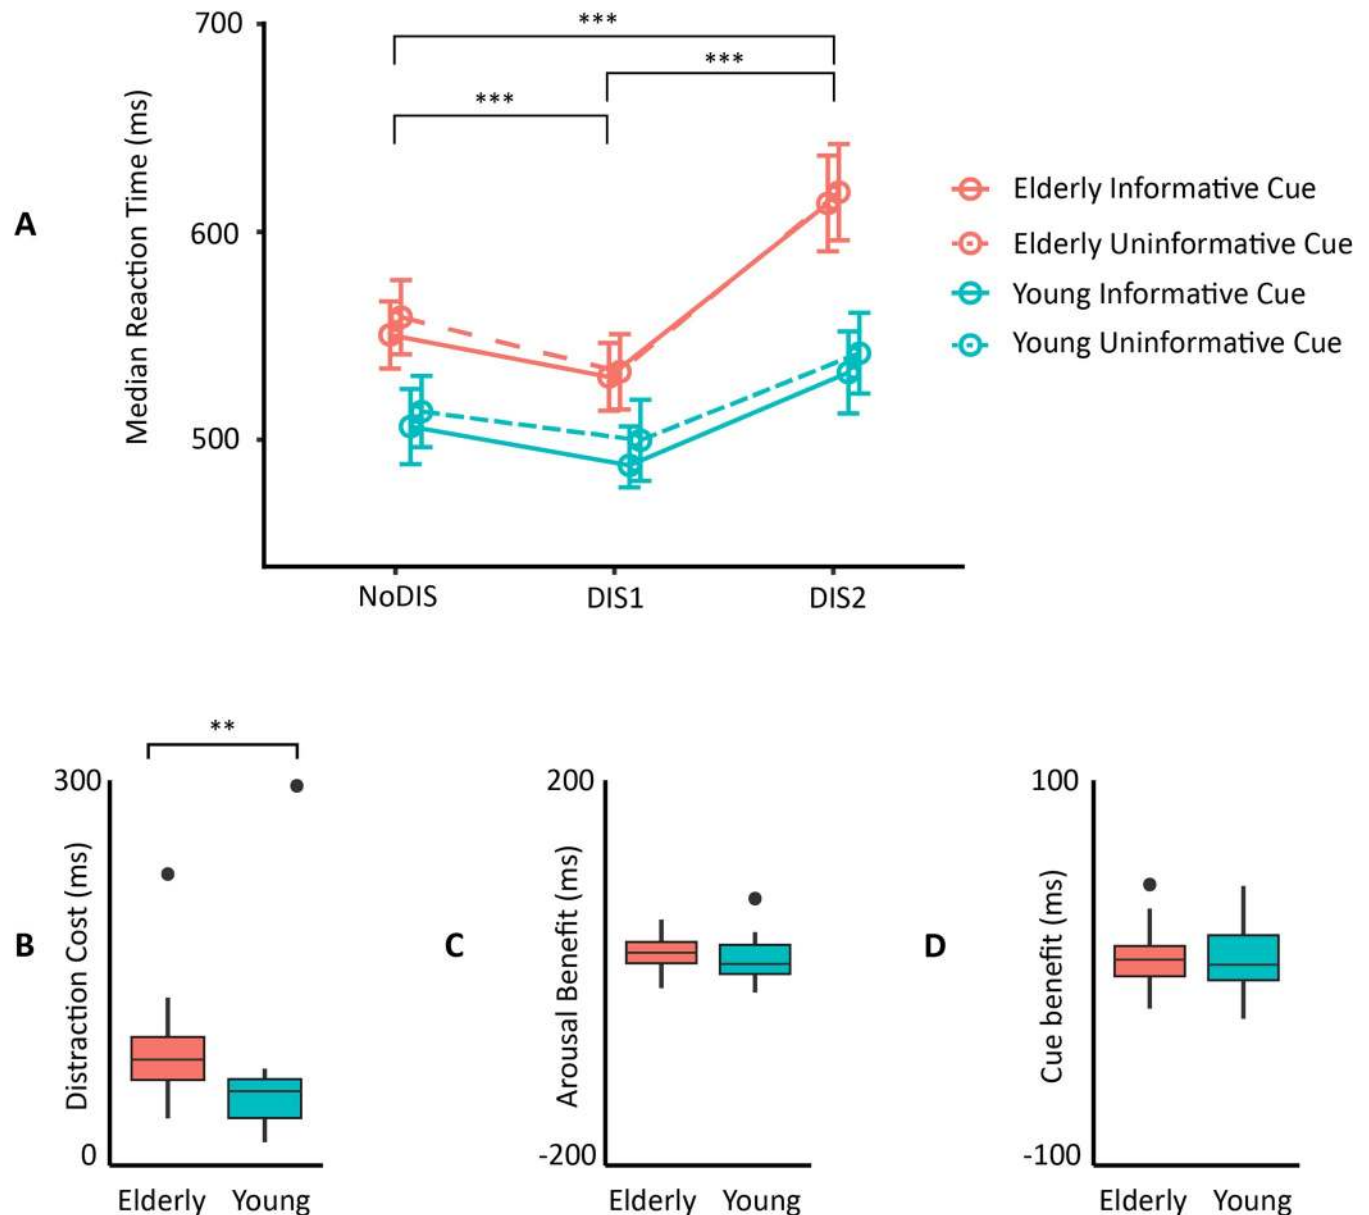 700
***
***
***
Median Reaction Time (ms)
A
600
500
Elderly Informative Cue
Elderly Uninformative Cue
Young Informative Cue
Young Uninformative Cue
NoDIS DIS1 DIS2
**
300
Distraction Cost (ms)
B
0
Elderly Young
200
Arousal Benefit (ms)
C
-200
Elderly Young
100
Cue benefit (ms)
D
-100
Elderly Young